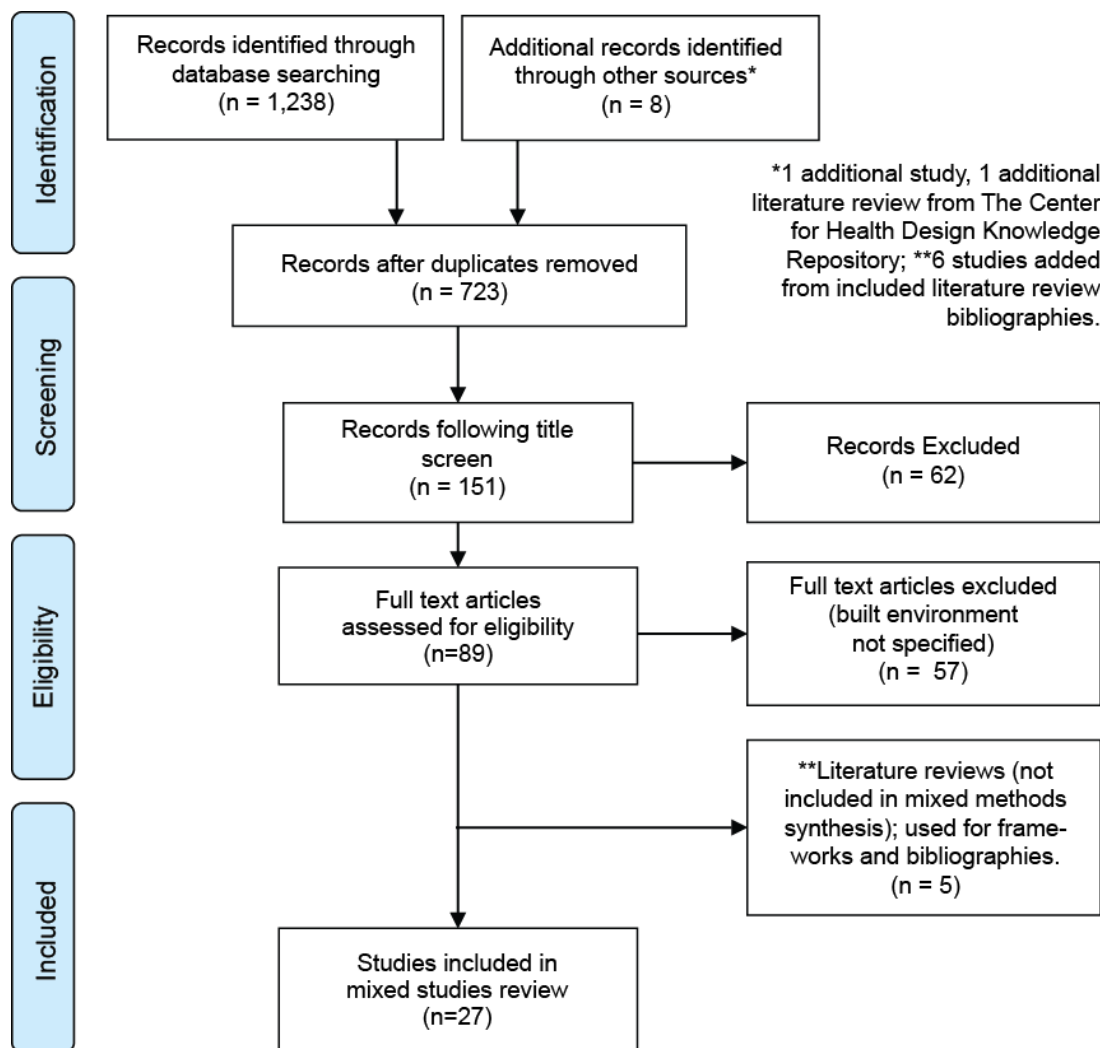 Identification
Records identified through
database searching
(n = 1,238)
Additional records identified
through other sources*
(n = 8)
*1 additional study, 1 additional
literature review from The Center
for Health Design Knowledge
Repository; **6 studies added
from included literature review
bibliographies.
Records after duplicates removed
(n = 723)
Screening
Records following title
screen
(n = 151)
Records Excluded
(n = 62)
Eligibility
Full text articles
assessed for eligibility
(n=89)
Full text articles excluded
(built environment
not specified)
(n = 57)
**Literature reviews (not
included in mixed methods
synthesis); used for frame-
works and bibliographies.
(n = 5)
Included
Studies included in
mixed studies review
(n=27)